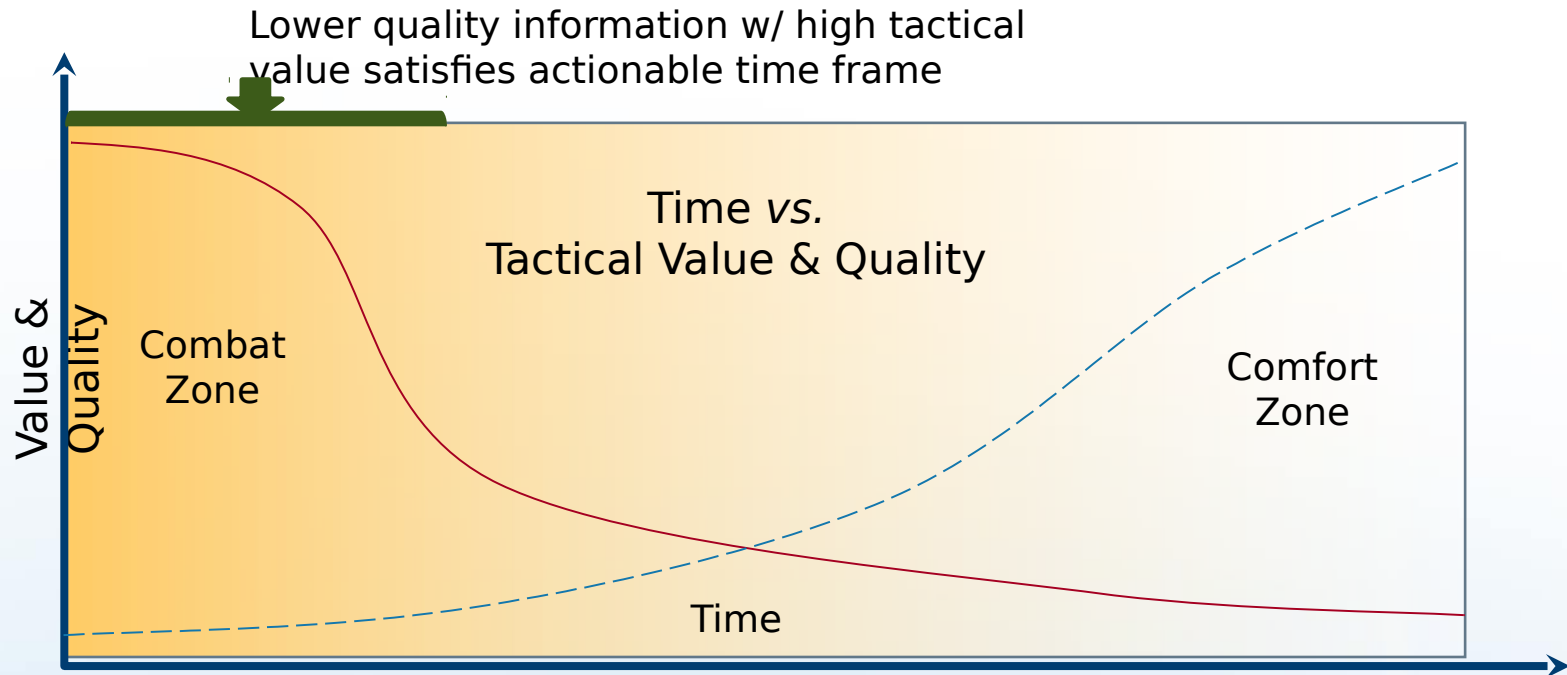 Lower quality information w/ high tactical
value satisfies actionable time frame
Time vs.
Tactical Value & Quality
Value &
Quality
Combat
Zone
Comfort
Zone
Time